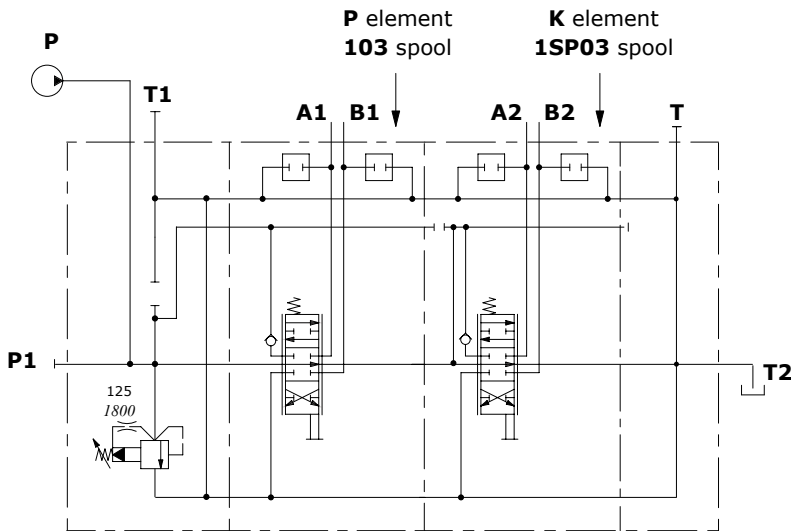 P element
103 spool
K element
1SP03 spool
P
T1
A1
B1
A2
B2
T
P1
T2
125
1800